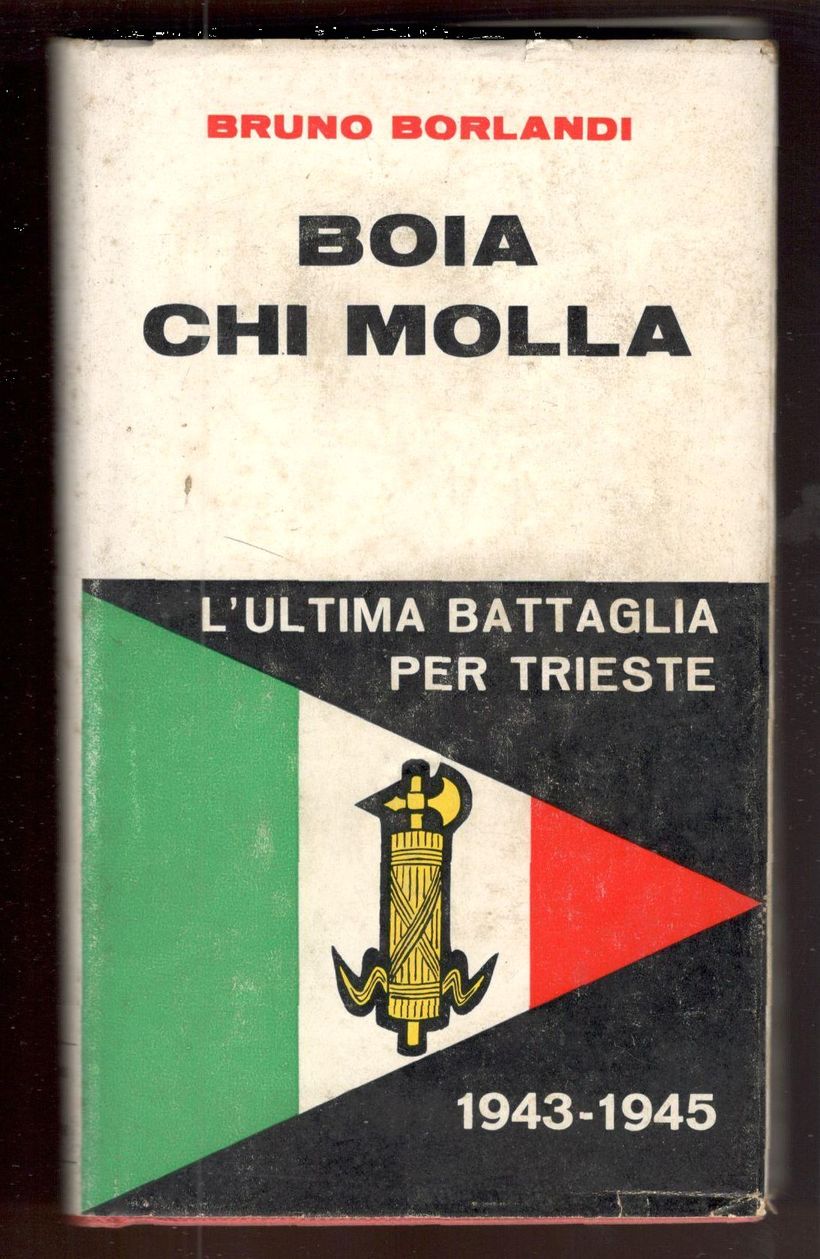 BRUNO BORLANDI
BOIA
CHI MOLLA
L'ULTIMA BATTAGLIA
PER TRIESTE
1943-1945